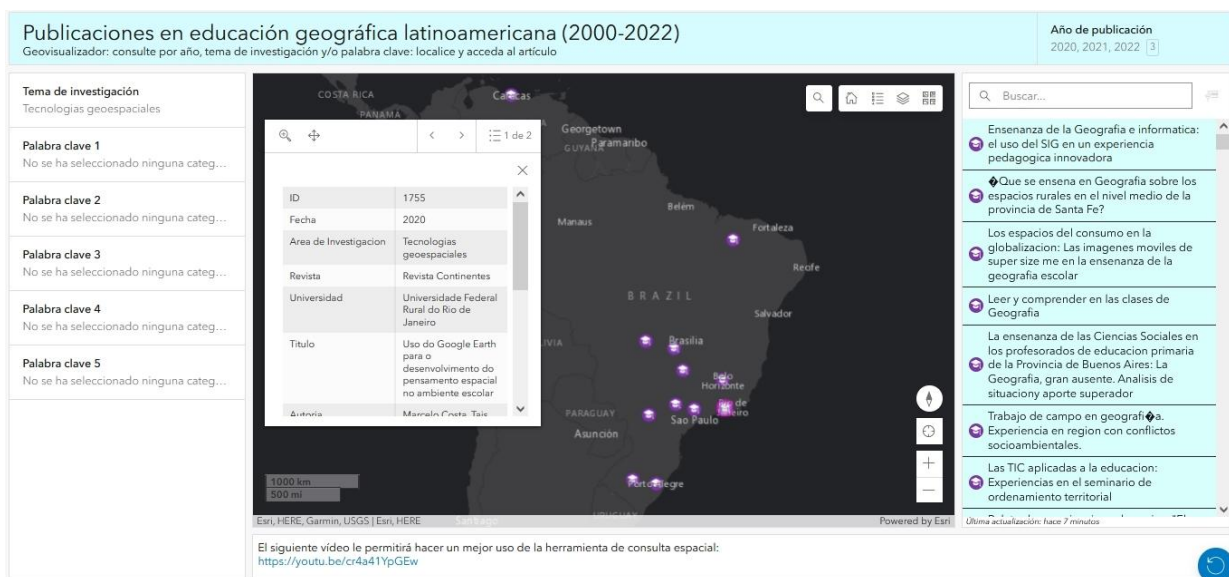 Publicaciones en educación geográfica latinoamericana (2000-2022)
Geovisualizador: consulte por año, tema de investigación y/o palabra clave: localice y acceda al artículo
Año de publicación
2020, 2021, 2022 3
Tema de investigación
Tecnologias geoespaciales
Palabra clave 1
No se ha seleccionado ninguna categ...
Palabra clave 2
No se ha seleccionado ninguna categ...
Palabra clave 3
No se ha seleccionado ninguna categ...
Palabra clave 4
No se ha seleccionado ninguna categ...
Palabra clave 5
No se ha seleccionado ninguna categ...
COSTA RICA
PANAMA
Caracas
Georgetown
Paramaribo
GUYANA
Manaus
Belém
Fortaleza
Recife
BRAZIL
Salvador
Brasília
Belo
Horizonte
Rio de
Janeiro
Sao Paulo
PARAGUAY
Asunción
Porto Alegre
URUGUAY
Santiago
1 de 2
ID 1755
Fecha 2020
Area de Investigacion Tecnologias
geoespaciales
Revista Revista Continentes
Universidad Universidade Federal
Rural do Rio de
Janeiro
Titulo Uso do Google Earth
para o
desenvolvimento do
pensamento espacial
no ambiente escolar
Autoria Marcelo Costa, Tais
1000 km
500 mi
Esri, HERE, Garmin, USGS | Esri, HERE
Powered by Esri
Buscar...
Ensenanza de la Geografia e informatica:
el uso del SIG en un experiencia
pedagogica innovadora
�Que se ensena en Geografia sobre los
espacios rurales en el nivel medio de la
provincia de Santa Fe?
Los espacios del consumo en la
globalizacion: Las imagenes moviles de
super size me en la ensenanza de la
geografia escolar
Leer y comprender en las clases de
Geografia
La ensenanza de las Ciencias Sociales en
los profesorados de educacion primaria
de la Provincia de Buenos Aires: La
Geografia, gran ausente. Analisis de
situaciony aporte superador
Trabajo de campo en geografi�a.
Experiencia en region con conflictos
socioambientales.
Las TIC aplicadas a la educacion:
Experiencias en el seminario de
ordenamiento territorial
Última actualización: hace 7 minutos
El siguiente vídeo le permitirá hacer un mejor uso de la herramienta de consulta espacial:
https://youtu.be/cr4a41YpGEw